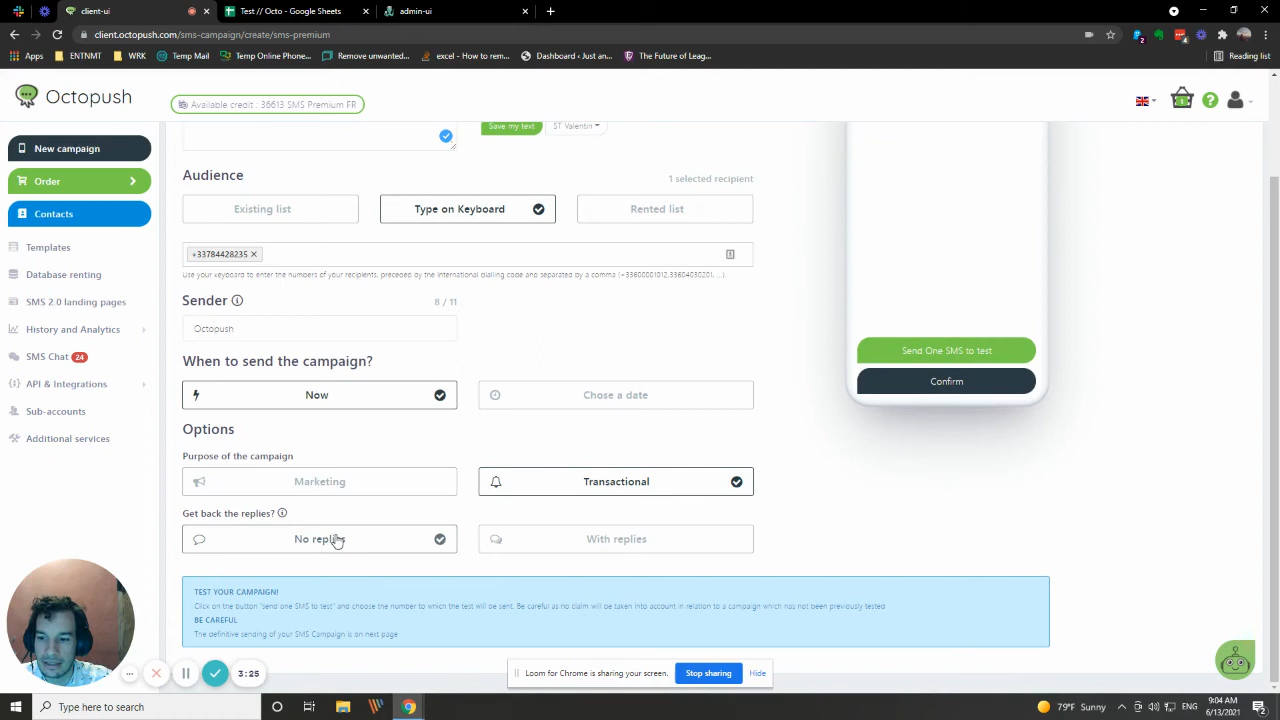 client-ui
Test // Octo - Google Sheets
admin-ui
client.octopush.com/sms-campaign/create/sms-premium
Apps
ENTNMT
WRK
Temp Mail
Temp Phone Online...
Remove unwanted...
excel - How to rem...
Dashboard / Just an...
The Future of Leag...
Reading list
Octopush
Available credit : 36613 SMS Premium FR
New campaign
Order
Contacts
Templates
Database renting
SMS 2.0 landing pages
History and Analytics
SMS Chat 24
API & Integrations
Sub-accounts
Additional services
Save my text
ST Valentin
Audience
1 selected recipient
Existing list
Type on Keyboard
Rented list
+33784428235 ×
Use your keyboard to enter the numbers of your recipients, preceded by the international dialling code and separated by a comma (+33600001012,33604030201, ...).
Sender
8 / 11
Octopush
When to send the campaign?
Now
Chose a date
Options
Purpose of the campaign
Marketing
Transactional
Get back the replies?
No replies
With replies
TEST YOUR CAMPAIGN!
Click on the button "send one SMS to test" and choose the number to which the test will be sent. Be careful as no claim will be taken into account in relation to a campaign which has not been previously tested
BE CAREFUL
The definitive sending of your SMS Campaign is an next page
Send One SMS to test
Confirm
3:25
Loom for Chrome is sharing your screen.
Stop sharing
Hide
Type here to search
79°F Sunny
ENG
9:04 AM
6/13/2021
2